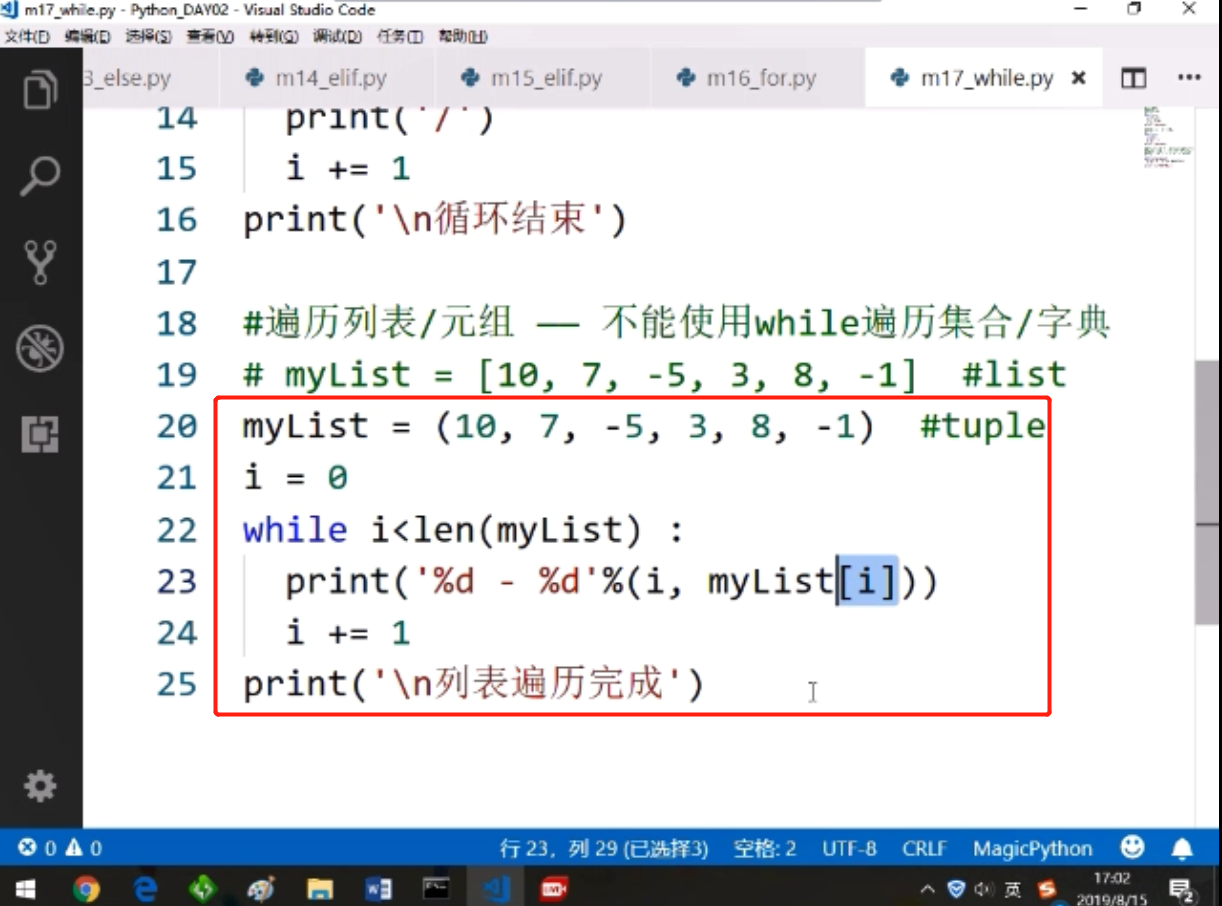 m17_while.py - Python_DAY02 - Visual Studio Code
文件(F) 编辑(E) 选择(S) 查看(V) 转到(G) 调试(D) 任务(T) 帮助(H)
3_else.py m14_elif.py m15_elif.py m16_for.py m17_while.py
14 print('/')
15 i += 1
16 print('\n循环结束')
17
18 #遍历列表/元组 —— 不能使用while遍历集合/字典
19 # myList = [10, 7, -5, 3, 8, -1] #list
20 myList = (10, 7, -5, 3, 8, -1) #tuple
21 i = 0
22 while i<len(myList) :
23 print('%d - %d'%(i, myList[i]))
24 i += 1
25 print('\n列表遍历完成')
0 0 行 23，列 29 (已选择3) 空格: 2 UTF-8 CRLF MagicPython
英 17:02
2019/8/15 2